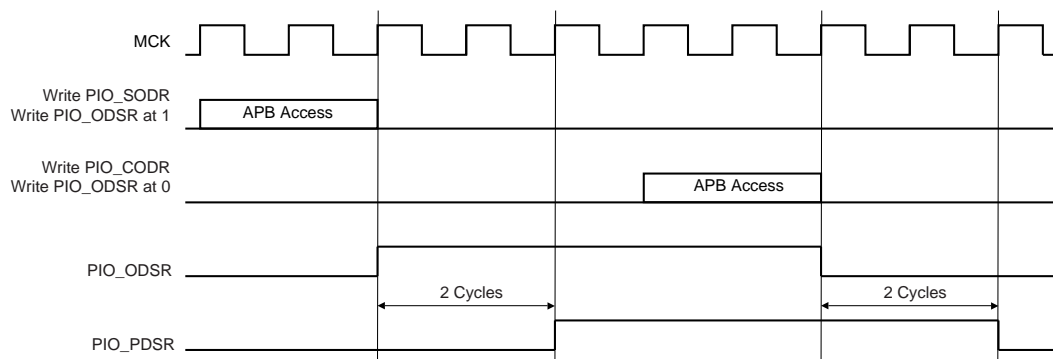 MCK
Write PIO_SODR
Write PIO_ODSR at 1
APB Access
Write PIO_CODR
Write PIO_ODSR at 0
APB Access
PIO_ODSR
2 Cycles
2 Cycles
PIO_PDSR